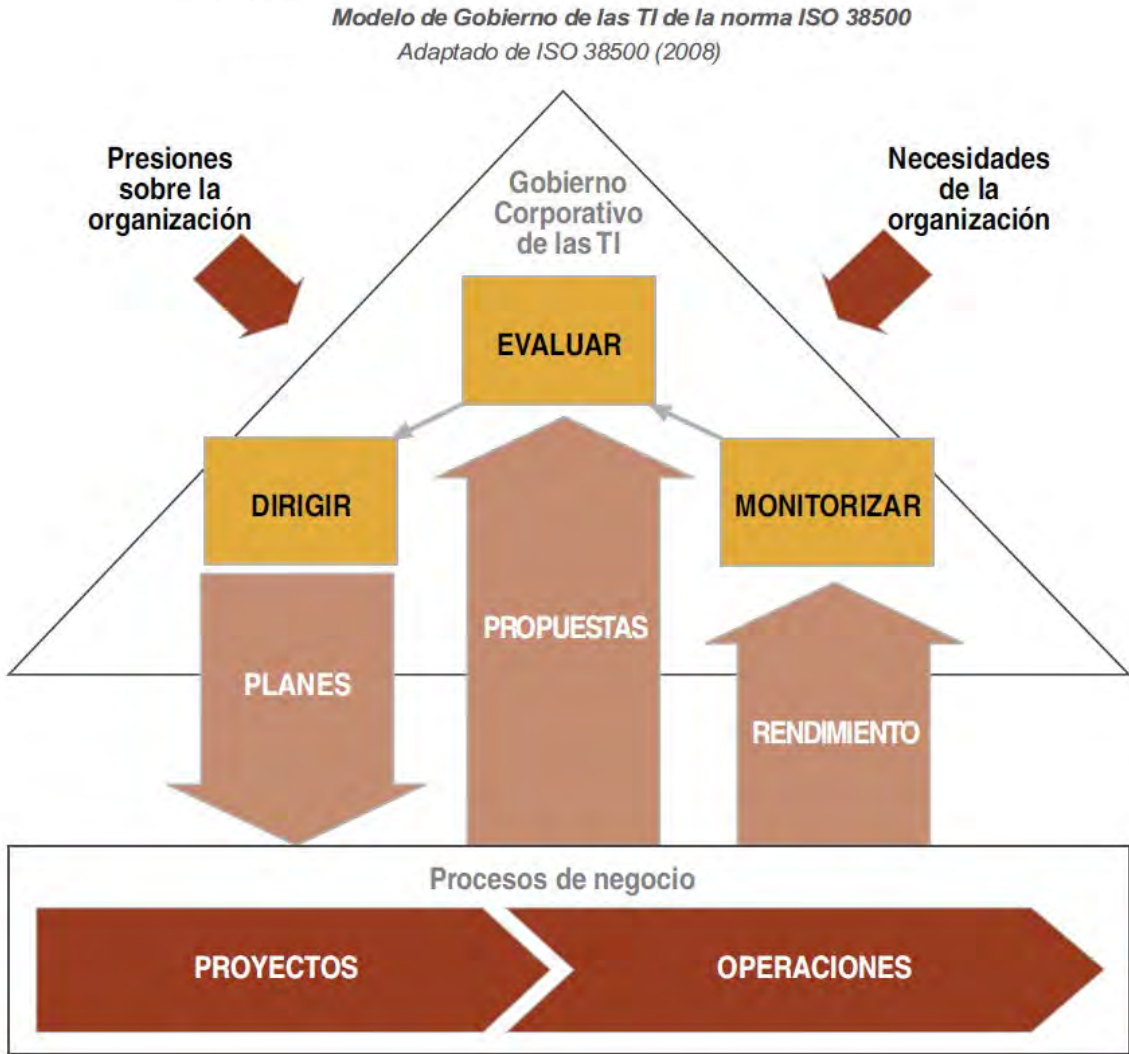 Modelo de Gobierno de las TI de la norma ISO 38500
Adaptado de ISO 38500 (2008)
Presiones
sobre la
organización
Necesidades
de la
organización
Gobierno
Corporativo
de las TI
EVALUAR
DIRIGIR
MONITORIZAR
PROPUESTAS
PLANES
RENDIMIENTO
Procesos de negocio
PROYECTOS
OPERACIONES